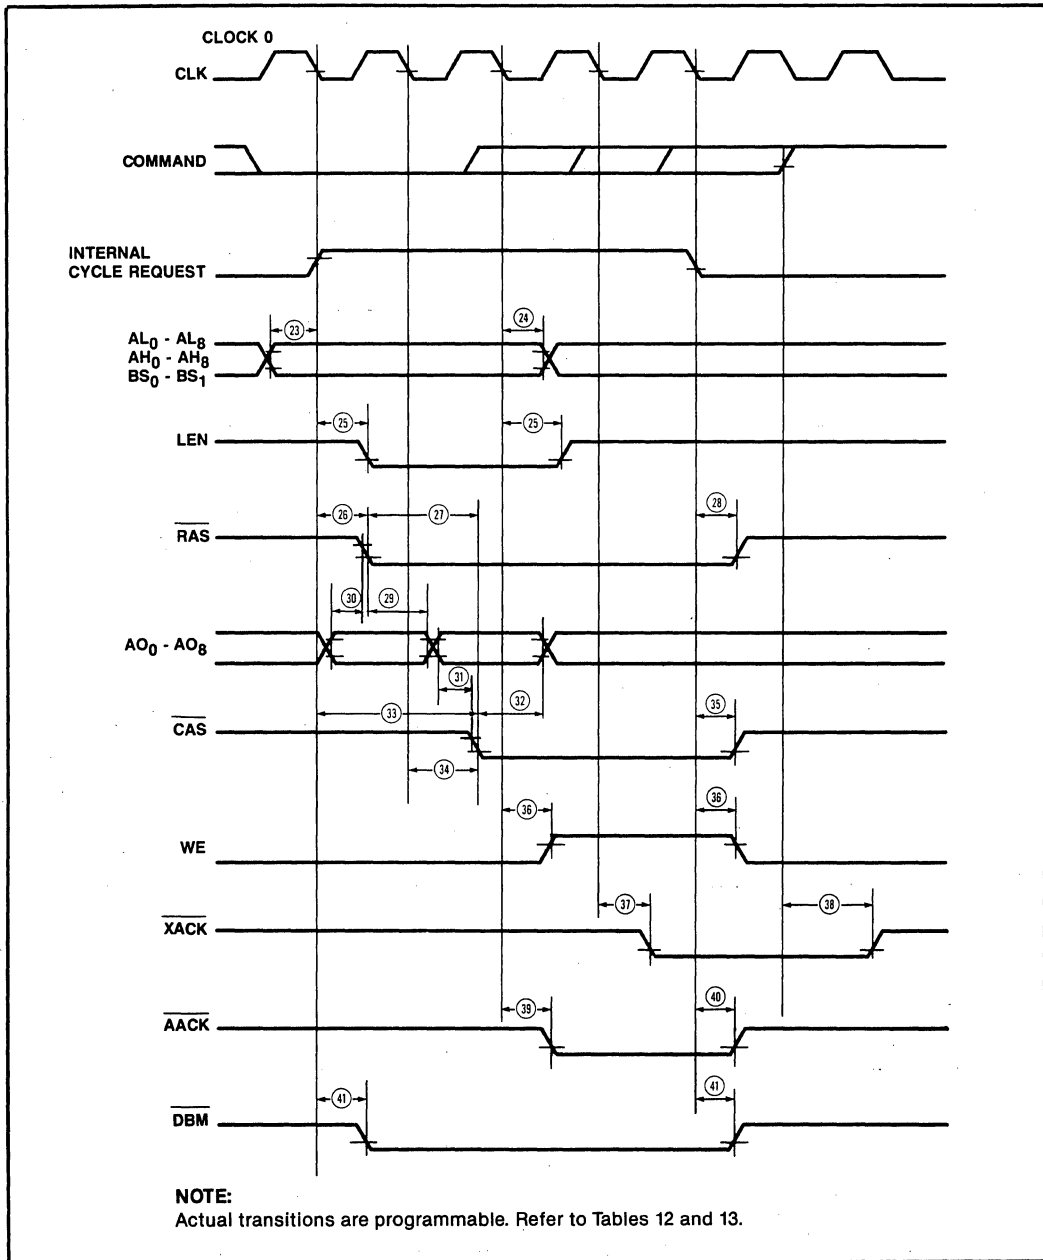 CLOCK 0
CLK
COMMAND
INTERNAL
CYCLE REQUEST
23
24
AL0 - AL8
AH0 - AH8
BS0 - BS1
25
25
LEN
26
27
28
RAS
30
29
AO0 - AO8
31
32
33
35
CAS
34
36
36
WE
37
38
XACK
39
40
AACK
41
41
DBM
NOTE:
Actual transitions are programmable. Refer to Tables 12 and 13.